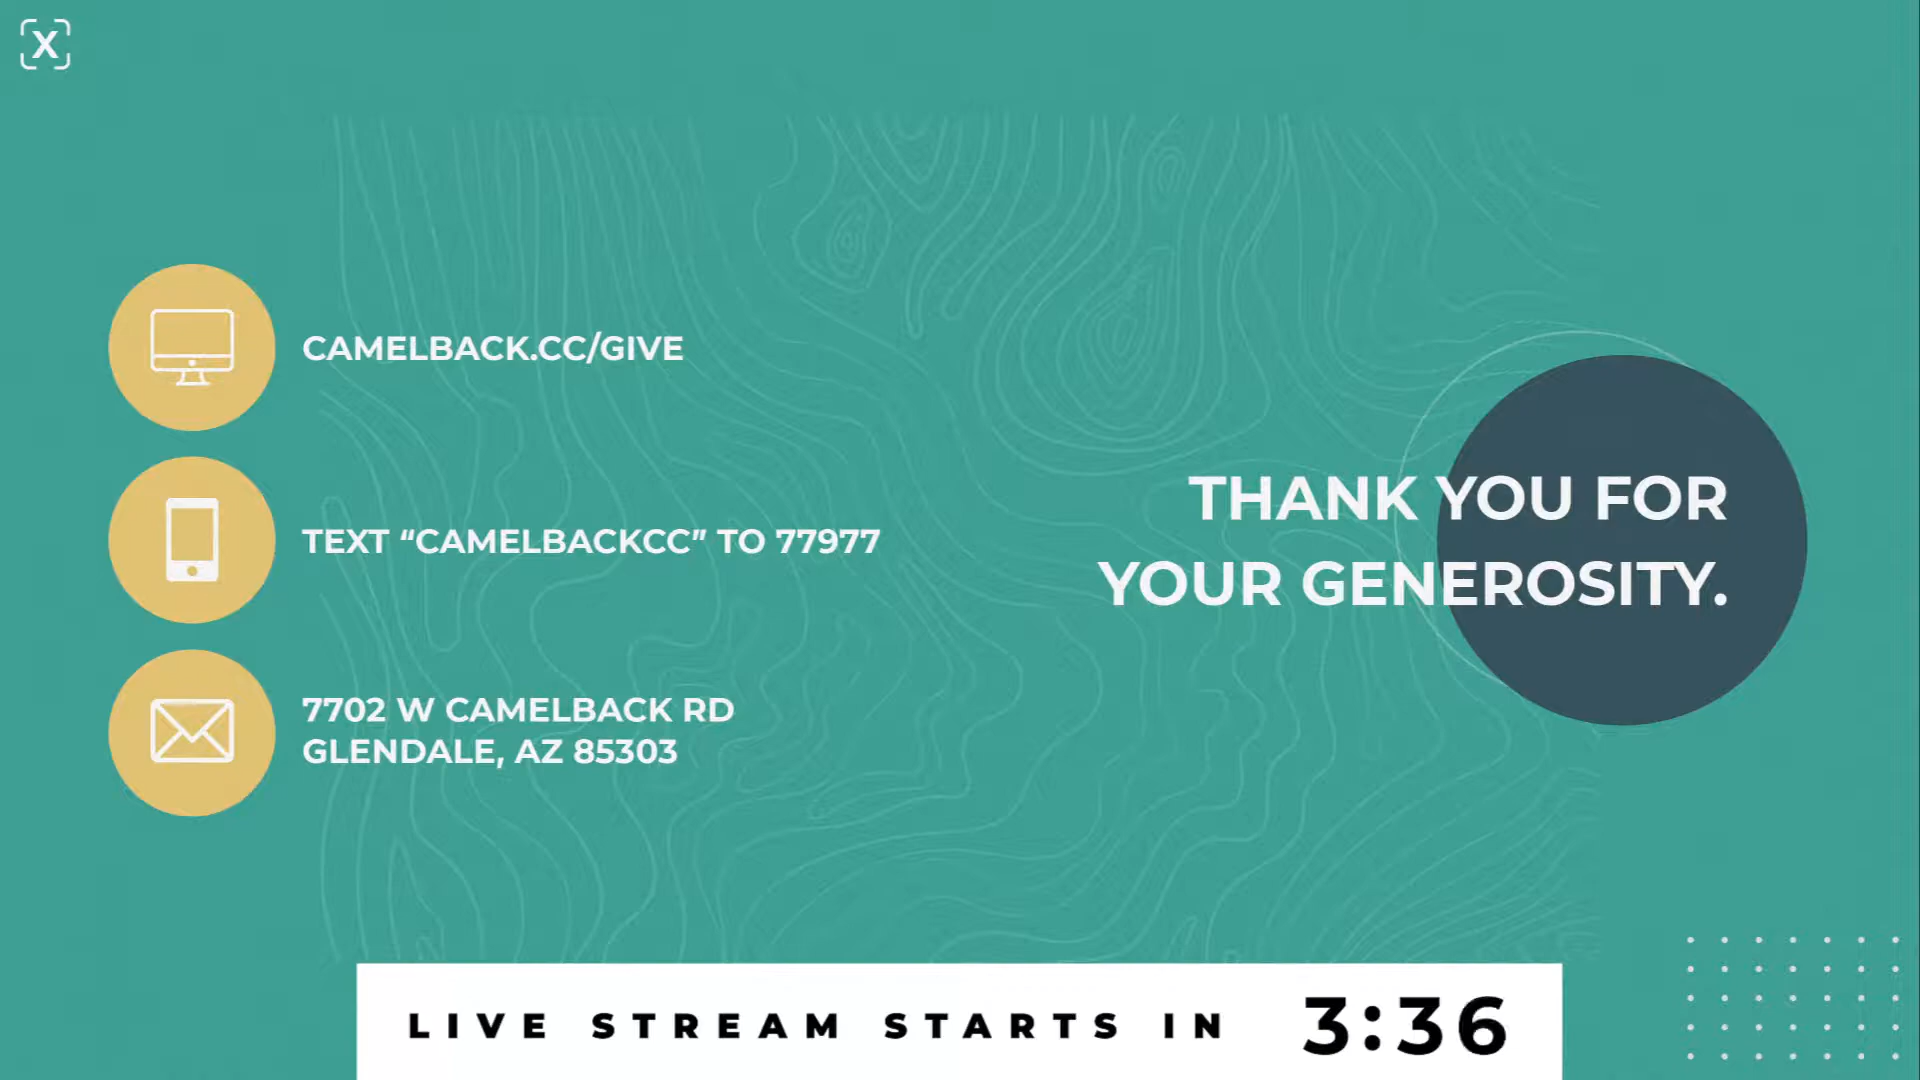 X
CAMELBACK.CC/GIVE
TEXT “CAMELBACKCC” TO 77977
7702 W CAMELBACK RD
GLENDALE, AZ 85303
THANK YOU FOR
YOUR GENEROSITY.
LIVE STREAM STARTS IN 3:36